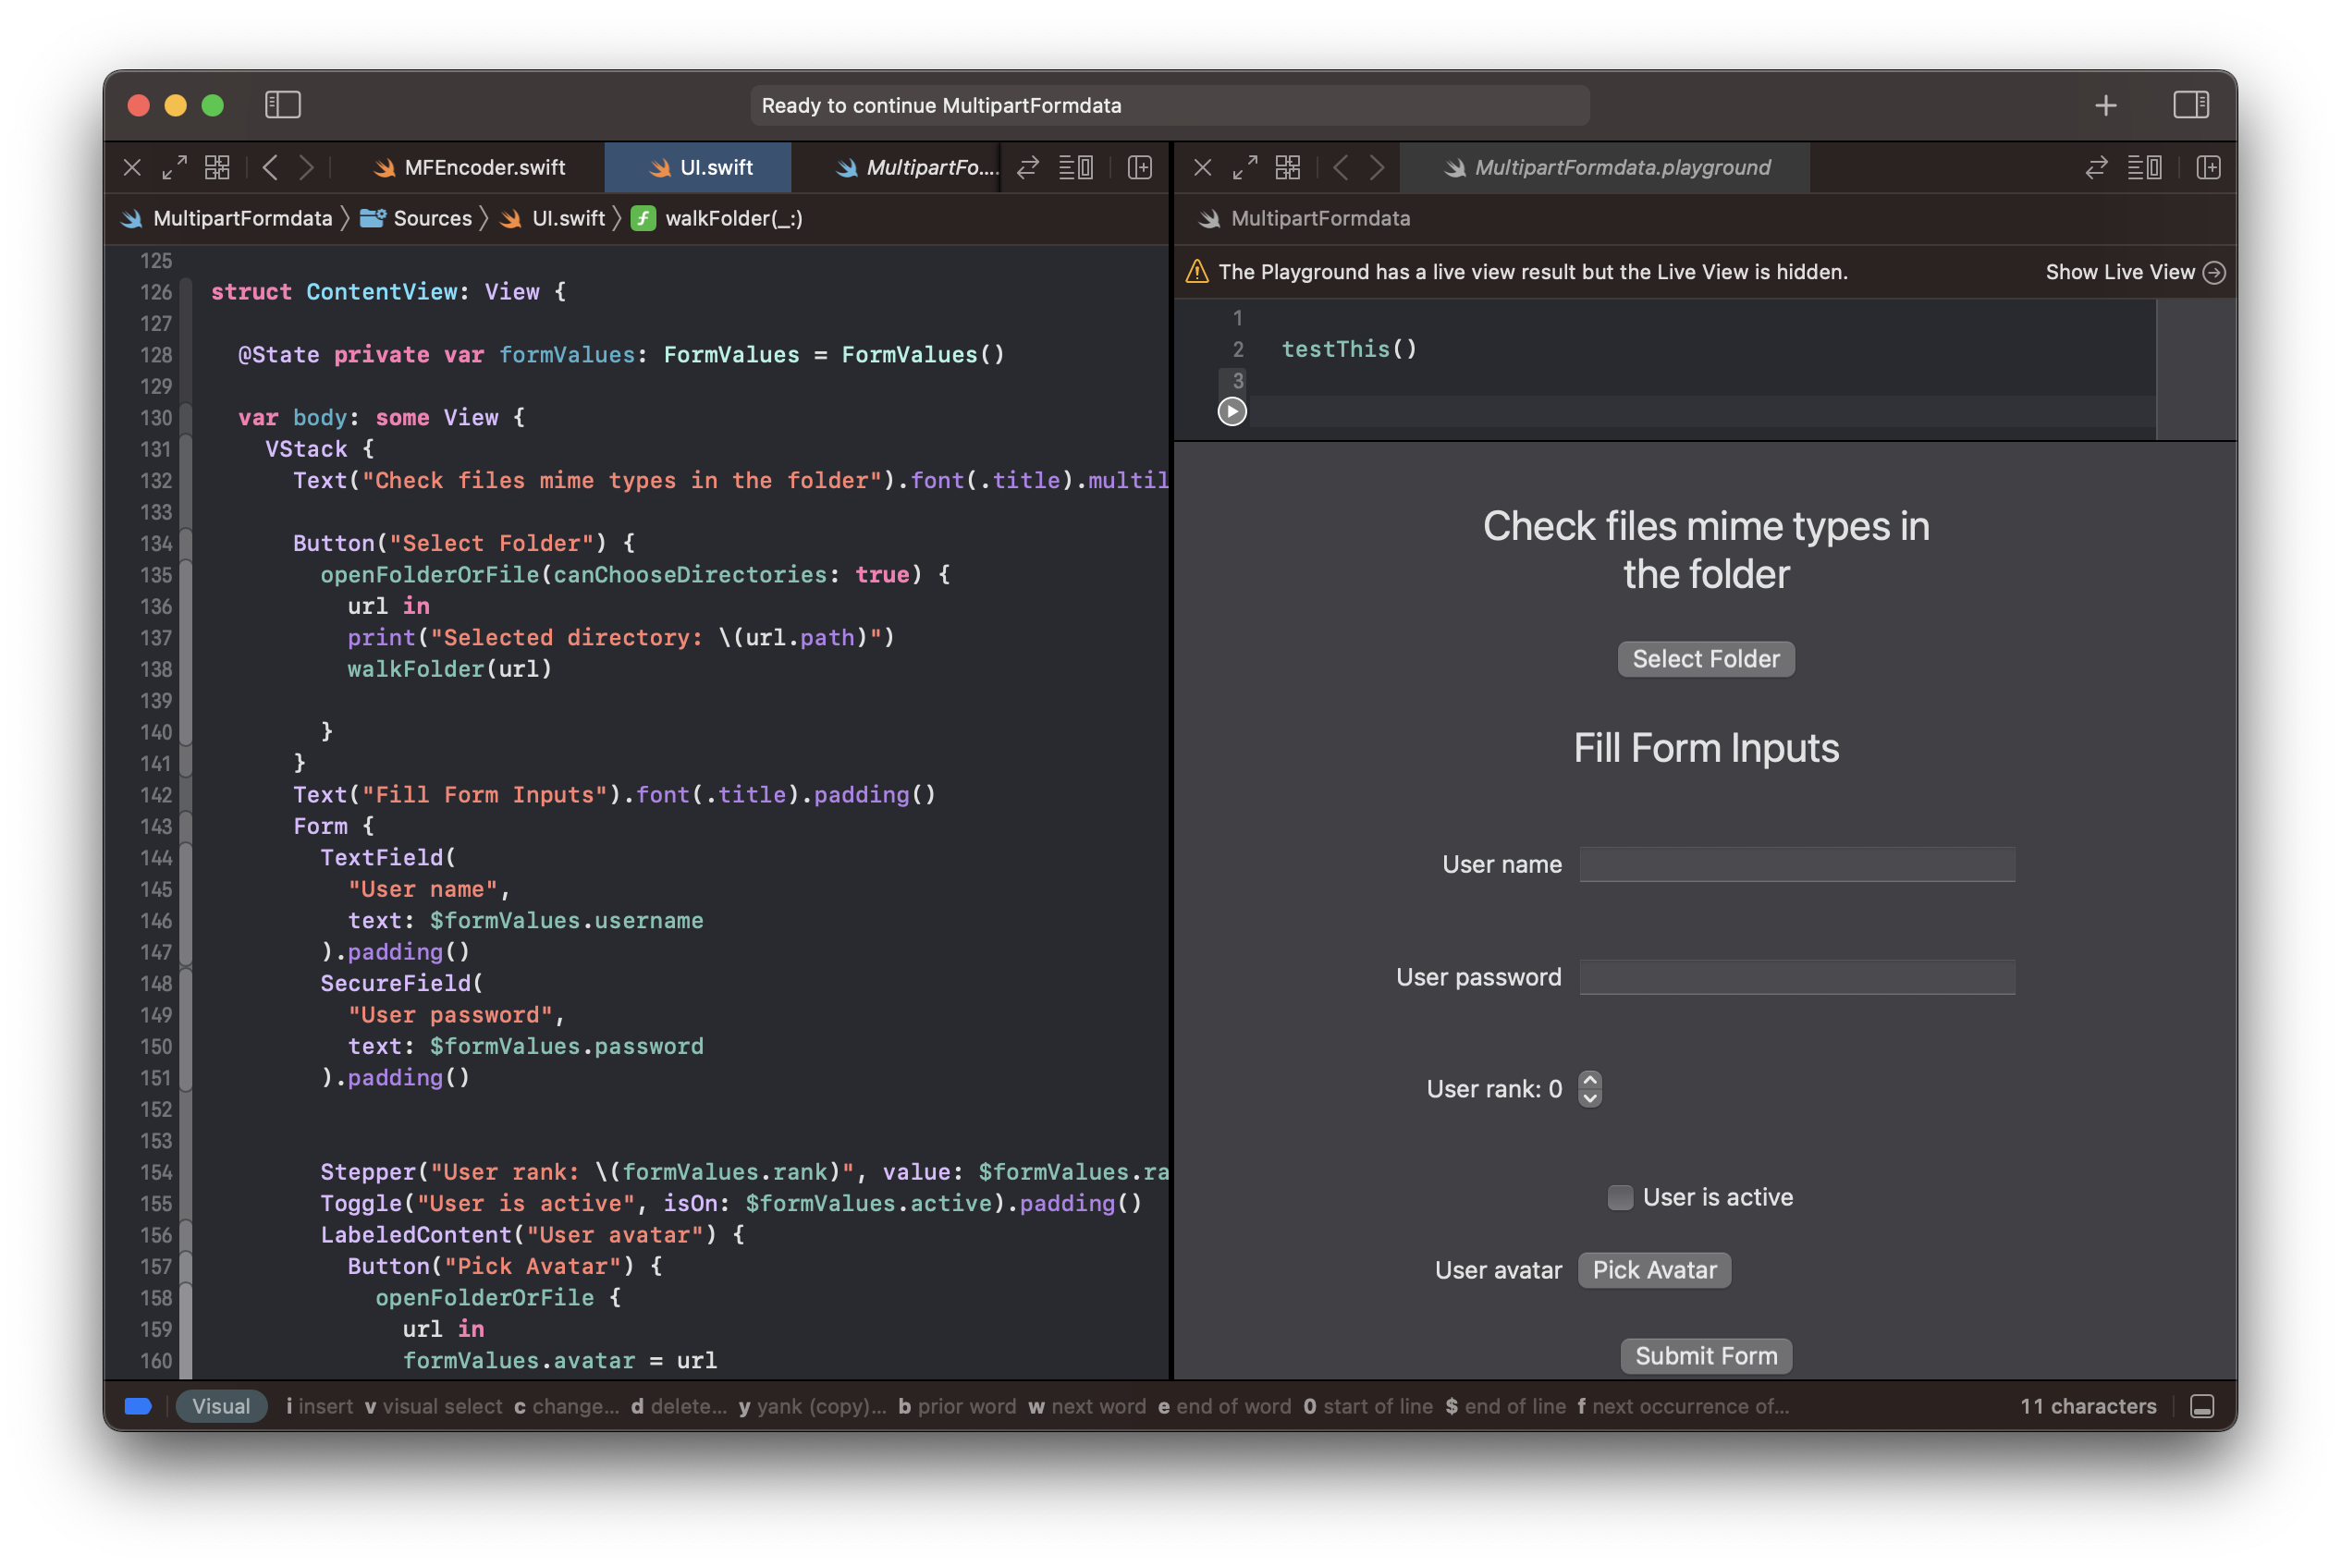 Ready to continue MultipartFormdata
MFEncoder.swift
UI.swift
MultipartFo....
MultipartFormdata
Sources
UI.swift
walkFolder(_:)
125
126 struct ContentView: View {
127
128 @State private var formValues: FormValues = FormValues()
129
130 var body: some View {
131 VStack {
132 Text("Check files mime types in the folder").font(.title).multil
133
134 Button("Select Folder") {
135 openFolderOrFile(canChooseDirectories: true) {
136 url in
137 print("Selected directory: \(url.path)")
138 walkFolder(url)
139
140 }
141 }
142 Text("Fill Form Inputs").font(.title).padding()
143 Form {
144 TextField(
145 "User name",
146 text: $formValues.username
147 ).padding()
148 SecureField(
149 "User password",
150 text: $formValues.password
151 ).padding()
152
153
154 Stepper("User rank: \(formValues.rank)", value: $formValues.ra
155 Toggle("User is active", isOn: $formValues.active).padding()
156 LabeledContent("User avatar") {
157 Button("Pick Avatar") {
158 openFolderOrFile {
159 url in
160 formValues.avatar = url
MultipartFormdata.playground
MultipartFormdata
The Playground has a live view result but the Live View is hidden.
Show Live View
1
2 testThis()
3
Check files mime types in
the folder
Select Folder
Fill Form Inputs
User name
User password
User rank: 0
User is active
User avatar Pick Avatar
Submit Form
Visual i insert v visual select c change... d delete... y yank (copy)... b prior word w next word e end of word 0 start of line $ end of line f next occurrence of...
11 characters